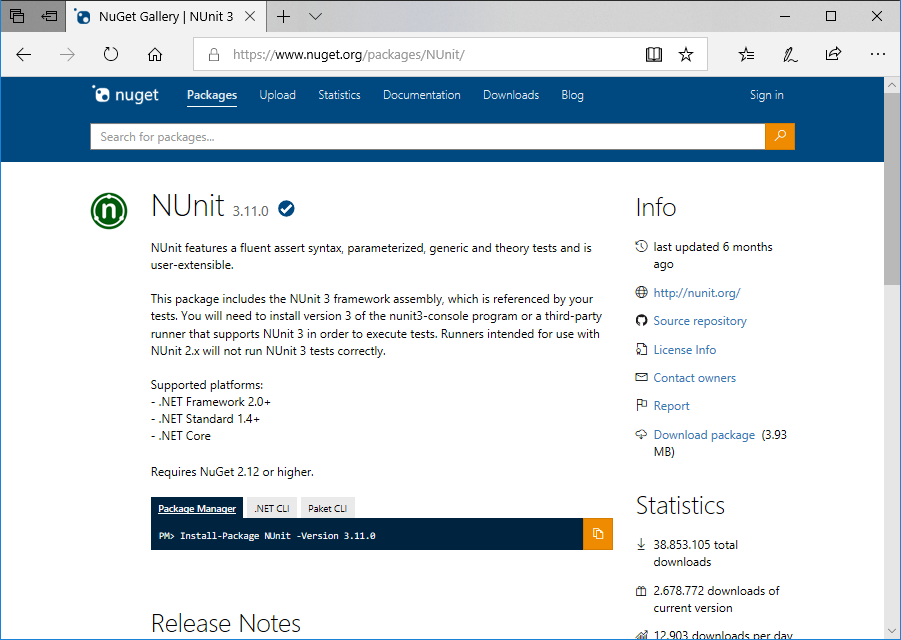 NuGet Gallery | NUnit 3
https://www.nuget.org/packages/NUnit/
nuget Packages Upload Statistics Documentation Downloads Blog Sign in
Search for packages...
NUnit 3.11.0
NUnit features a fluent assert syntax, parameterized, generic and theory tests and is
user-extensible.
This package includes the NUnit 3 framework assembly, which is referenced by your
tests. You will need to install version 3 of the nunit3-console program or a third-party
runner that supports NUnit 3 in order to execute tests. Runners intended for use with
NUnit 2.x will not run NUnit 3 tests correctly.
Supported platforms:
- .NET Framework 2.0+
- .NET Standard 1.4+
- .NET Core
Requires NuGet 2.12 or higher.
Package Manager .NET CLI Paket CLI
PM> Install-Package NUnit -Version 3.11.0
Release Notes
Info
last updated 6 months
ago
http://nunit.org/
Source repository
License Info
Contact owners
Report
Download package (3.93
MB)
Statistics
38.853.105 total
downloads
2.678.772 downloads of
current version
12.903 downloads per day